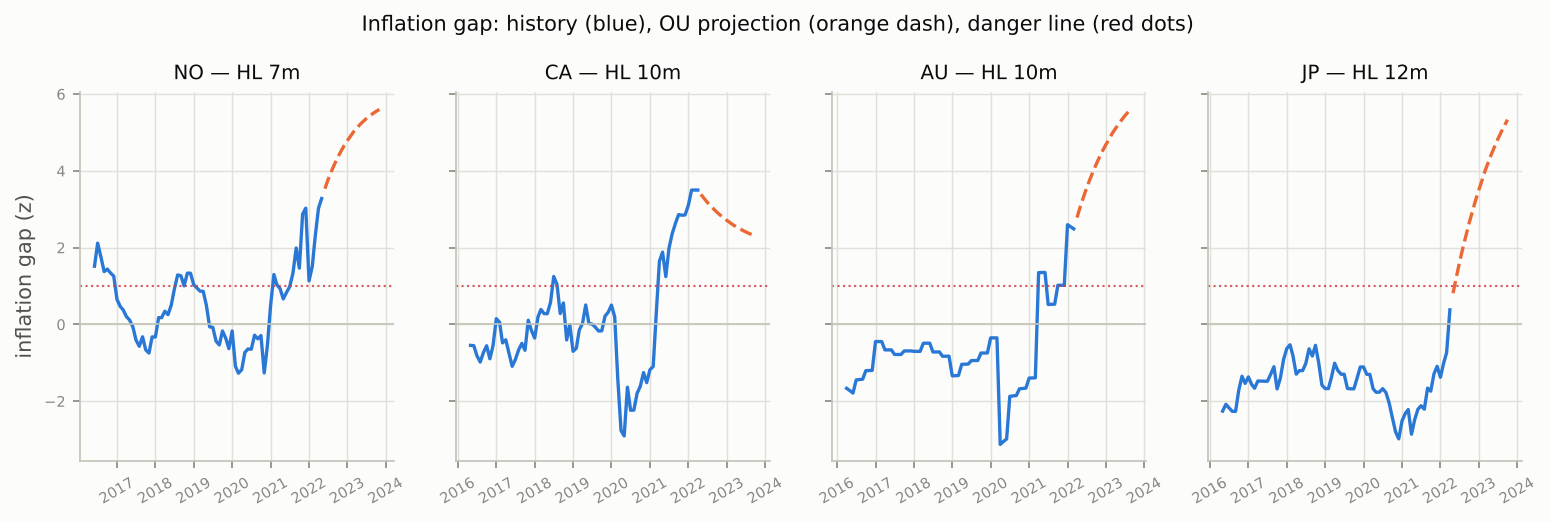 Inflation gap: history (blue), OU projection (orange dash), danger line (red dots)
NO — HL 7m
CA — HL 10m
AU — HL 10m
JP — HL 12m
inflation gap (z)
6
4
2
0
−2
2017 2018 2019 2020 2021 2022 2023 2024
2016 2017 2018 2019 2020 2021 2022 2023 2024
2016 2017 2018 2019 2020 2021 2022 2023 2024
2016 2017 2018 2019 2020 2021 2022 2023 2024